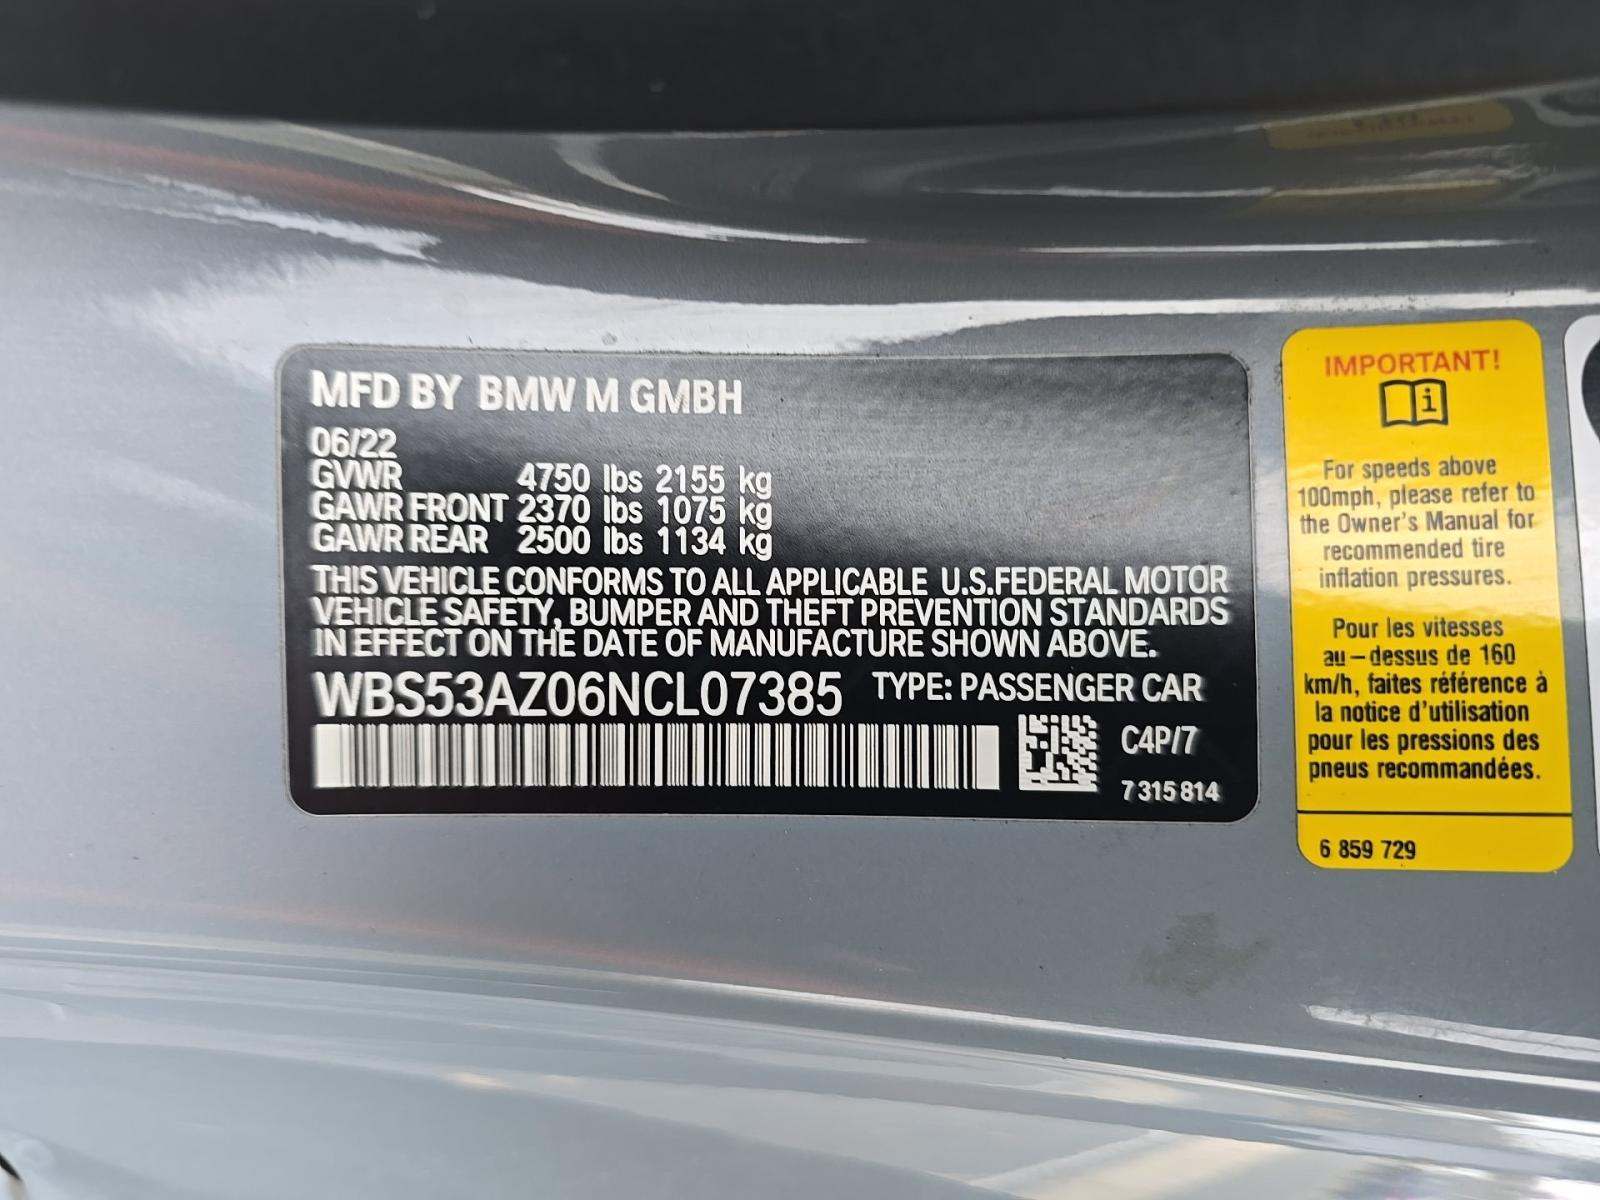 MFD BY BMW M GMBH
06/22
GVWR 4750 lbs 2155 kg
GAWR FRONT 2370 lbs 1075 kg
GAWR REAR 2500 lbs 1134 kg
THIS VEHICLE CONFORMS TO ALL APPLICABLE U.S.FEDERAL MOTOR
VEHICLE SAFETY, BUMPER AND THEFT PREVENTION STANDARDS
IN EFFECT ON THE DATE OF MANUFACTURE SHOWN ABOVE.
WBS53AZ06NCL07385 TYPE: PASSENGER CAR
C4P/7
7 315 814
IMPORTANT!
i
For speeds above
100mph, please refer to
the Owner's Manual for
recommended tire
inflation pressures.
Pour les vitesses
au-dessus de 160
km/h, faites référence à
la notice d'utilisation
pour les pressions des
pneus recommandées.
6 859 729